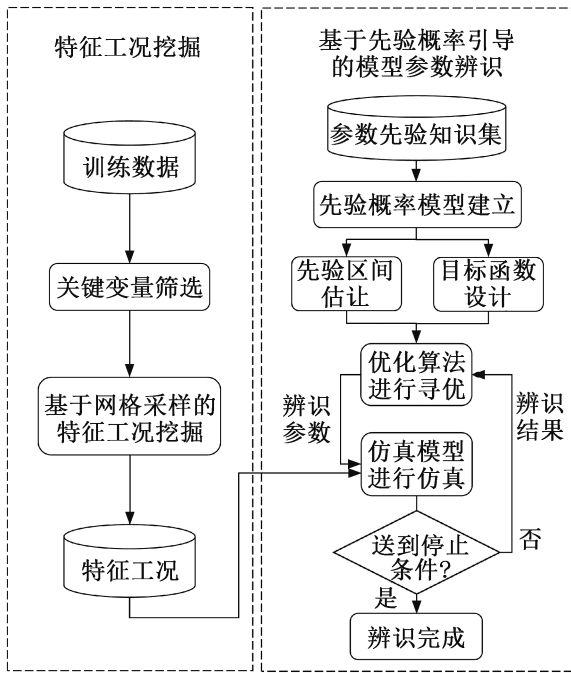 特征工况挖掘
训练数据
关键变量筛选
基于网格采样的
特征工况挖掘
特征工况
基于先验概率引导
的模型参数辨识
参数先验知识集
先验概率模型建立
先验区间
估让
目标函数
设计
优化算法
进行寻优
辨识
参数
辨识
结果
仿真模型
进行仿真
送到停止
条件?
否
是
辨识完成